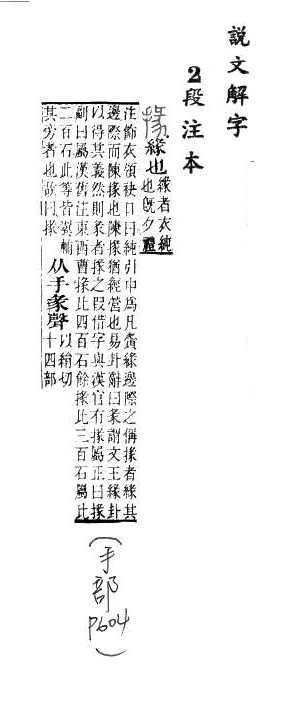 説文解字
2段注本
掾 緣也
緣者衣純
也旣夕禮
注飾衣領袂口曰純引申爲凡夤緣邊際之偁掾者緣其
邊際而陳掾也陳掾猶經營也易卦辭曰彖謂文王緣卦
以得其義然則彖者掾之叚借字與漢官有掾屬正曰掾
副曰屬漢舊注東西曹掾比四百石餘掾比三百石屬比
二百石此等皆翼輔
其旁者也故曰掾
从手彖聲
以絹切
十四部
(手部 P604)